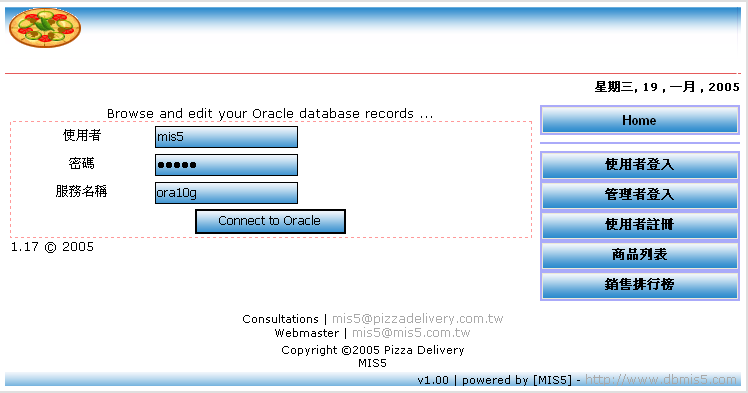 星期三, 19 , 一月 , 2005
Browse and edit your Oracle database records ...
使用者 mis5
密碼 ●●●●●
服務名稱 ora10g
Connect to Oracle
1.17 © 2005
Home
使用者登入
管理者登入
使用者註冊
商品列表
銷售排行榜
Consultations | mis5@pizzadelivery.com.tw
Webmaster | mis5@mis5.com.tw
Copyright ©2005 Pizza Delivery
MIS5
v1.00 | powered by [MIS5] - http://www.dbmis5.com